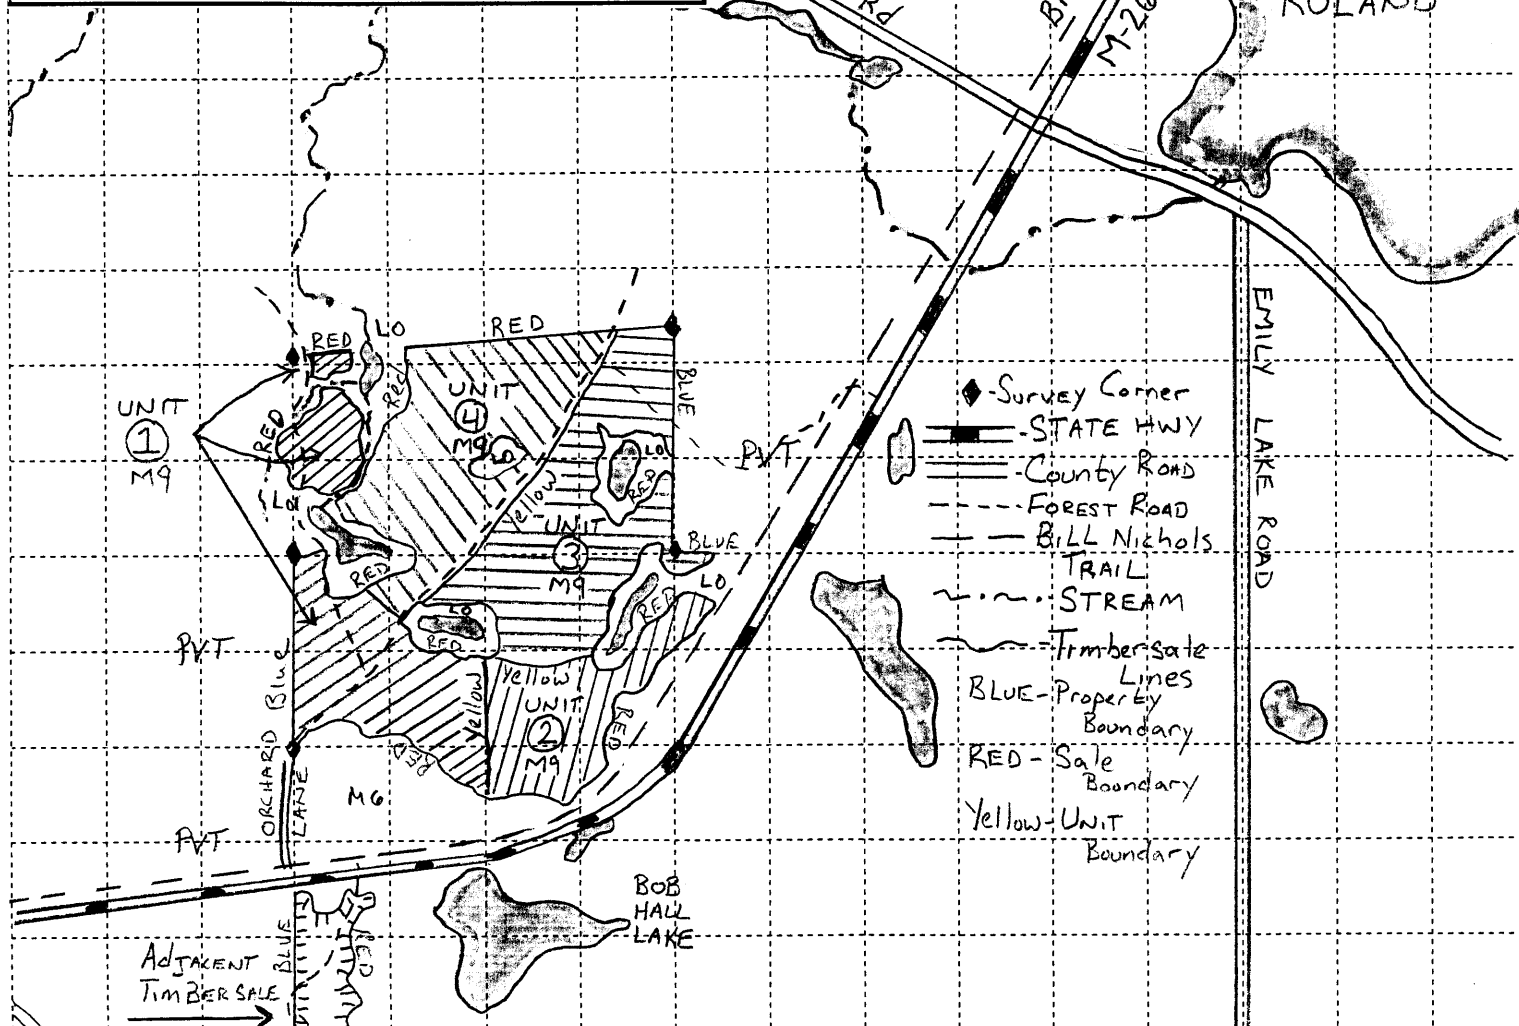 Rd
M-26
ROLAND
RED
LO
RED
BLUE
Red
UNIT
4
M9
LO
UNIT
1
M9
RED
LO
RED
Yellow
LO
RED
UNIT
3
M9
BLUE
LO
RED
LO
RED
PVT
PVT
Blue
Yellow
Yellow
UNIT
2
M9
RED
RED
ORCHARD
LANE
M6
PVT
BLUE
RED
ADJACENT
TIMBER SALE
BOB
HALL
LAKE
EMILY LAKE ROAD
-Survey Corner
-STATE HWY
-County ROAD
-FOREST ROAD
BILL Nichols
TRAIL
STREAM
-Timbersale
Lines
BLUE-Property
Boundary
RED- Sale
Boundary
Yellow-UNIT
Boundary